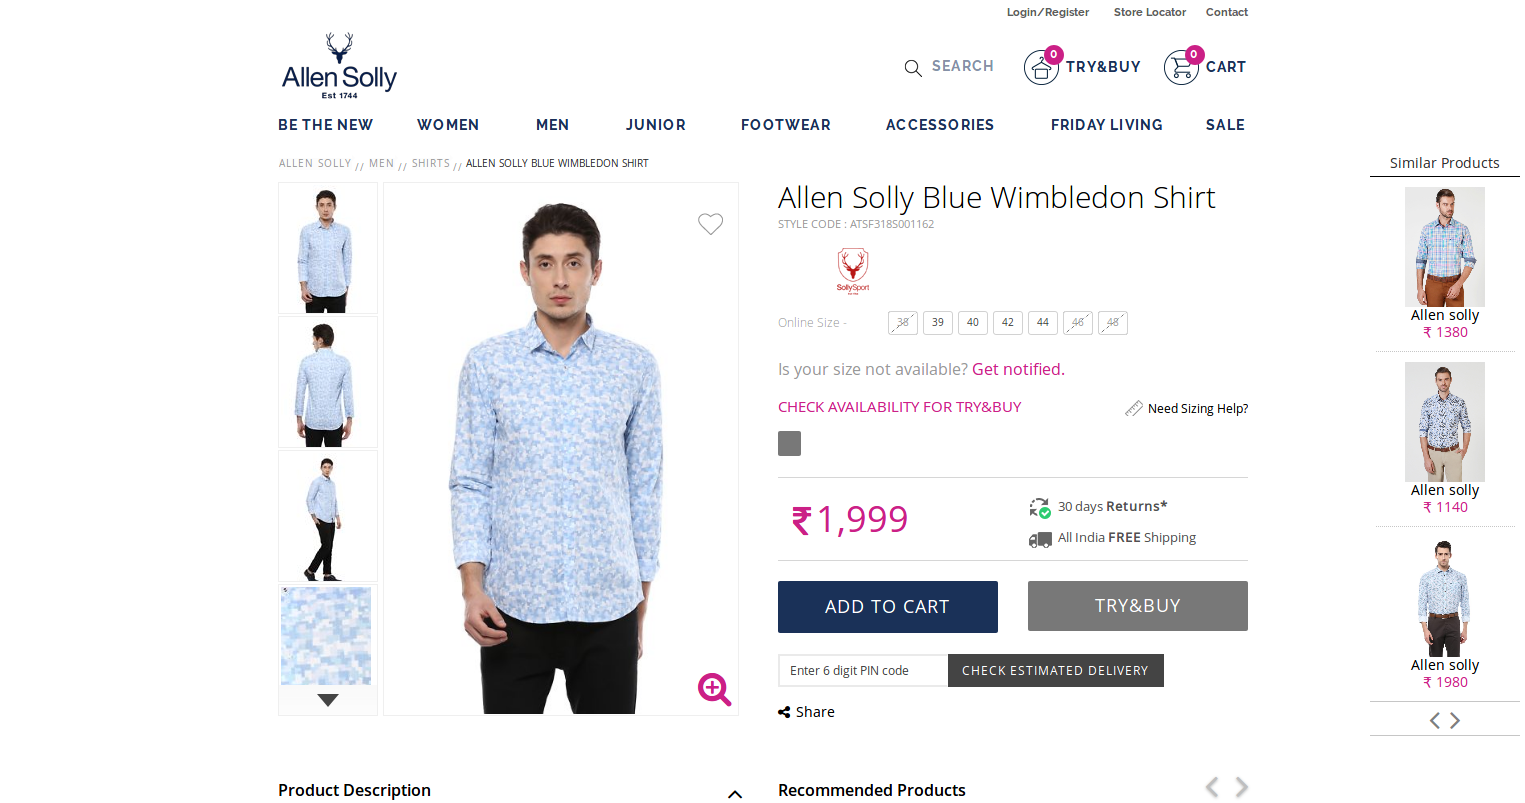 Login/Register Store Locator Contact
Allen Solly
Est 1744
SEARCH 0 TRY&BUY 0 CART
BE THE NEW WOMEN MEN JUNIOR FOOTWEAR ACCESSORIES FRIDAY LIVING SALE
ALLEN SOLLY // MEN // SHIRTS // ALLEN SOLLY BLUE WIMBLEDON SHIRT
Allen Solly Blue Wimbledon Shirt
STYLE CODE : ATSF318S001162
SollySport
Online Size - 38 39 40 42 44 46 48
Is your size not available? Get notified.
CHECK AVAILABILITY FOR TRY&BUY Need Sizing Help?
₹1,999
30 days Returns*
All India FREE Shipping
ADD TO CART TRY&BUY
Enter 6 digit PIN code CHECK ESTIMATED DELIVERY
Share
Similar Products
Allen solly
₹ 1380
Allen solly
₹ 1140
Allen solly
₹ 1980
Product Description Recommended Products